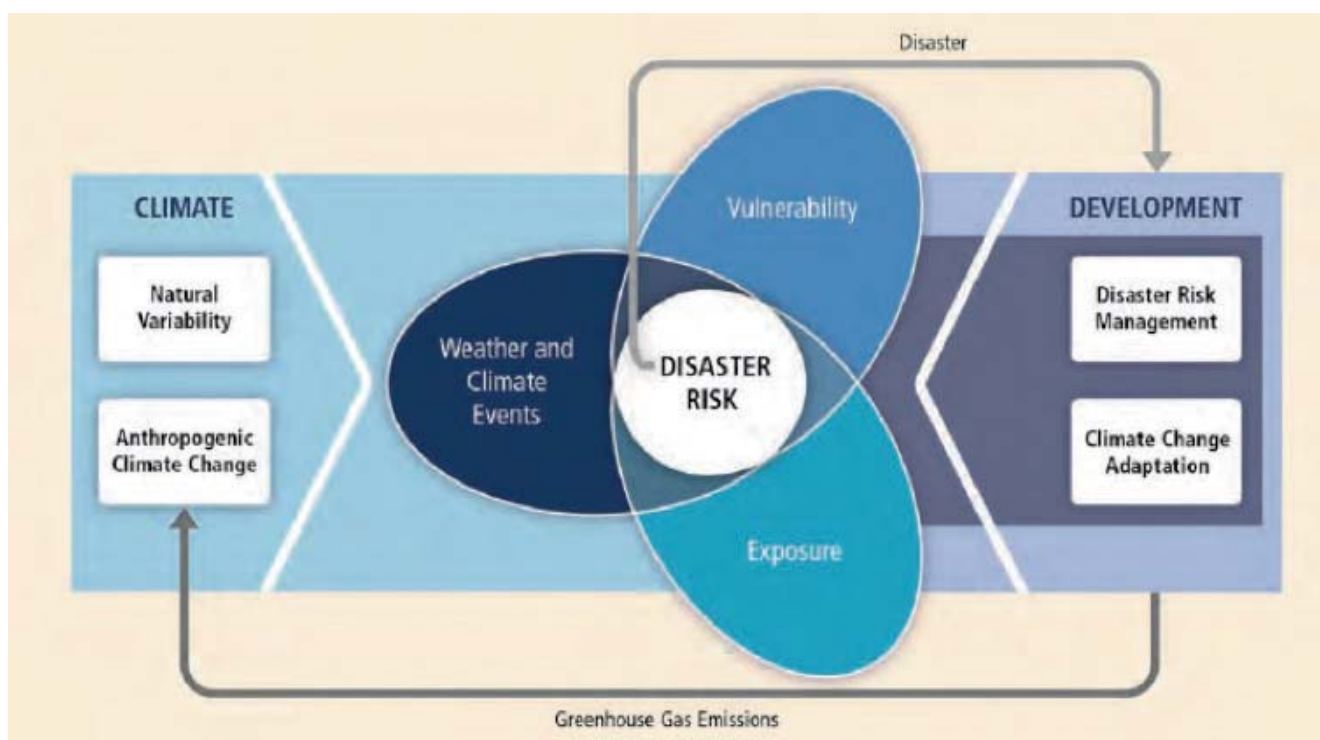 Disaster
CLIMATE
Natural
Variability
Anthropogenic
Climate Change
Weather and
Climate
Events
Vulnerability
DISASTER
RISK
Exposure
DEVELOPMENT
Disaster Risk
Management
Climate Change
Adaptation
Greenhouse Gas Emissions